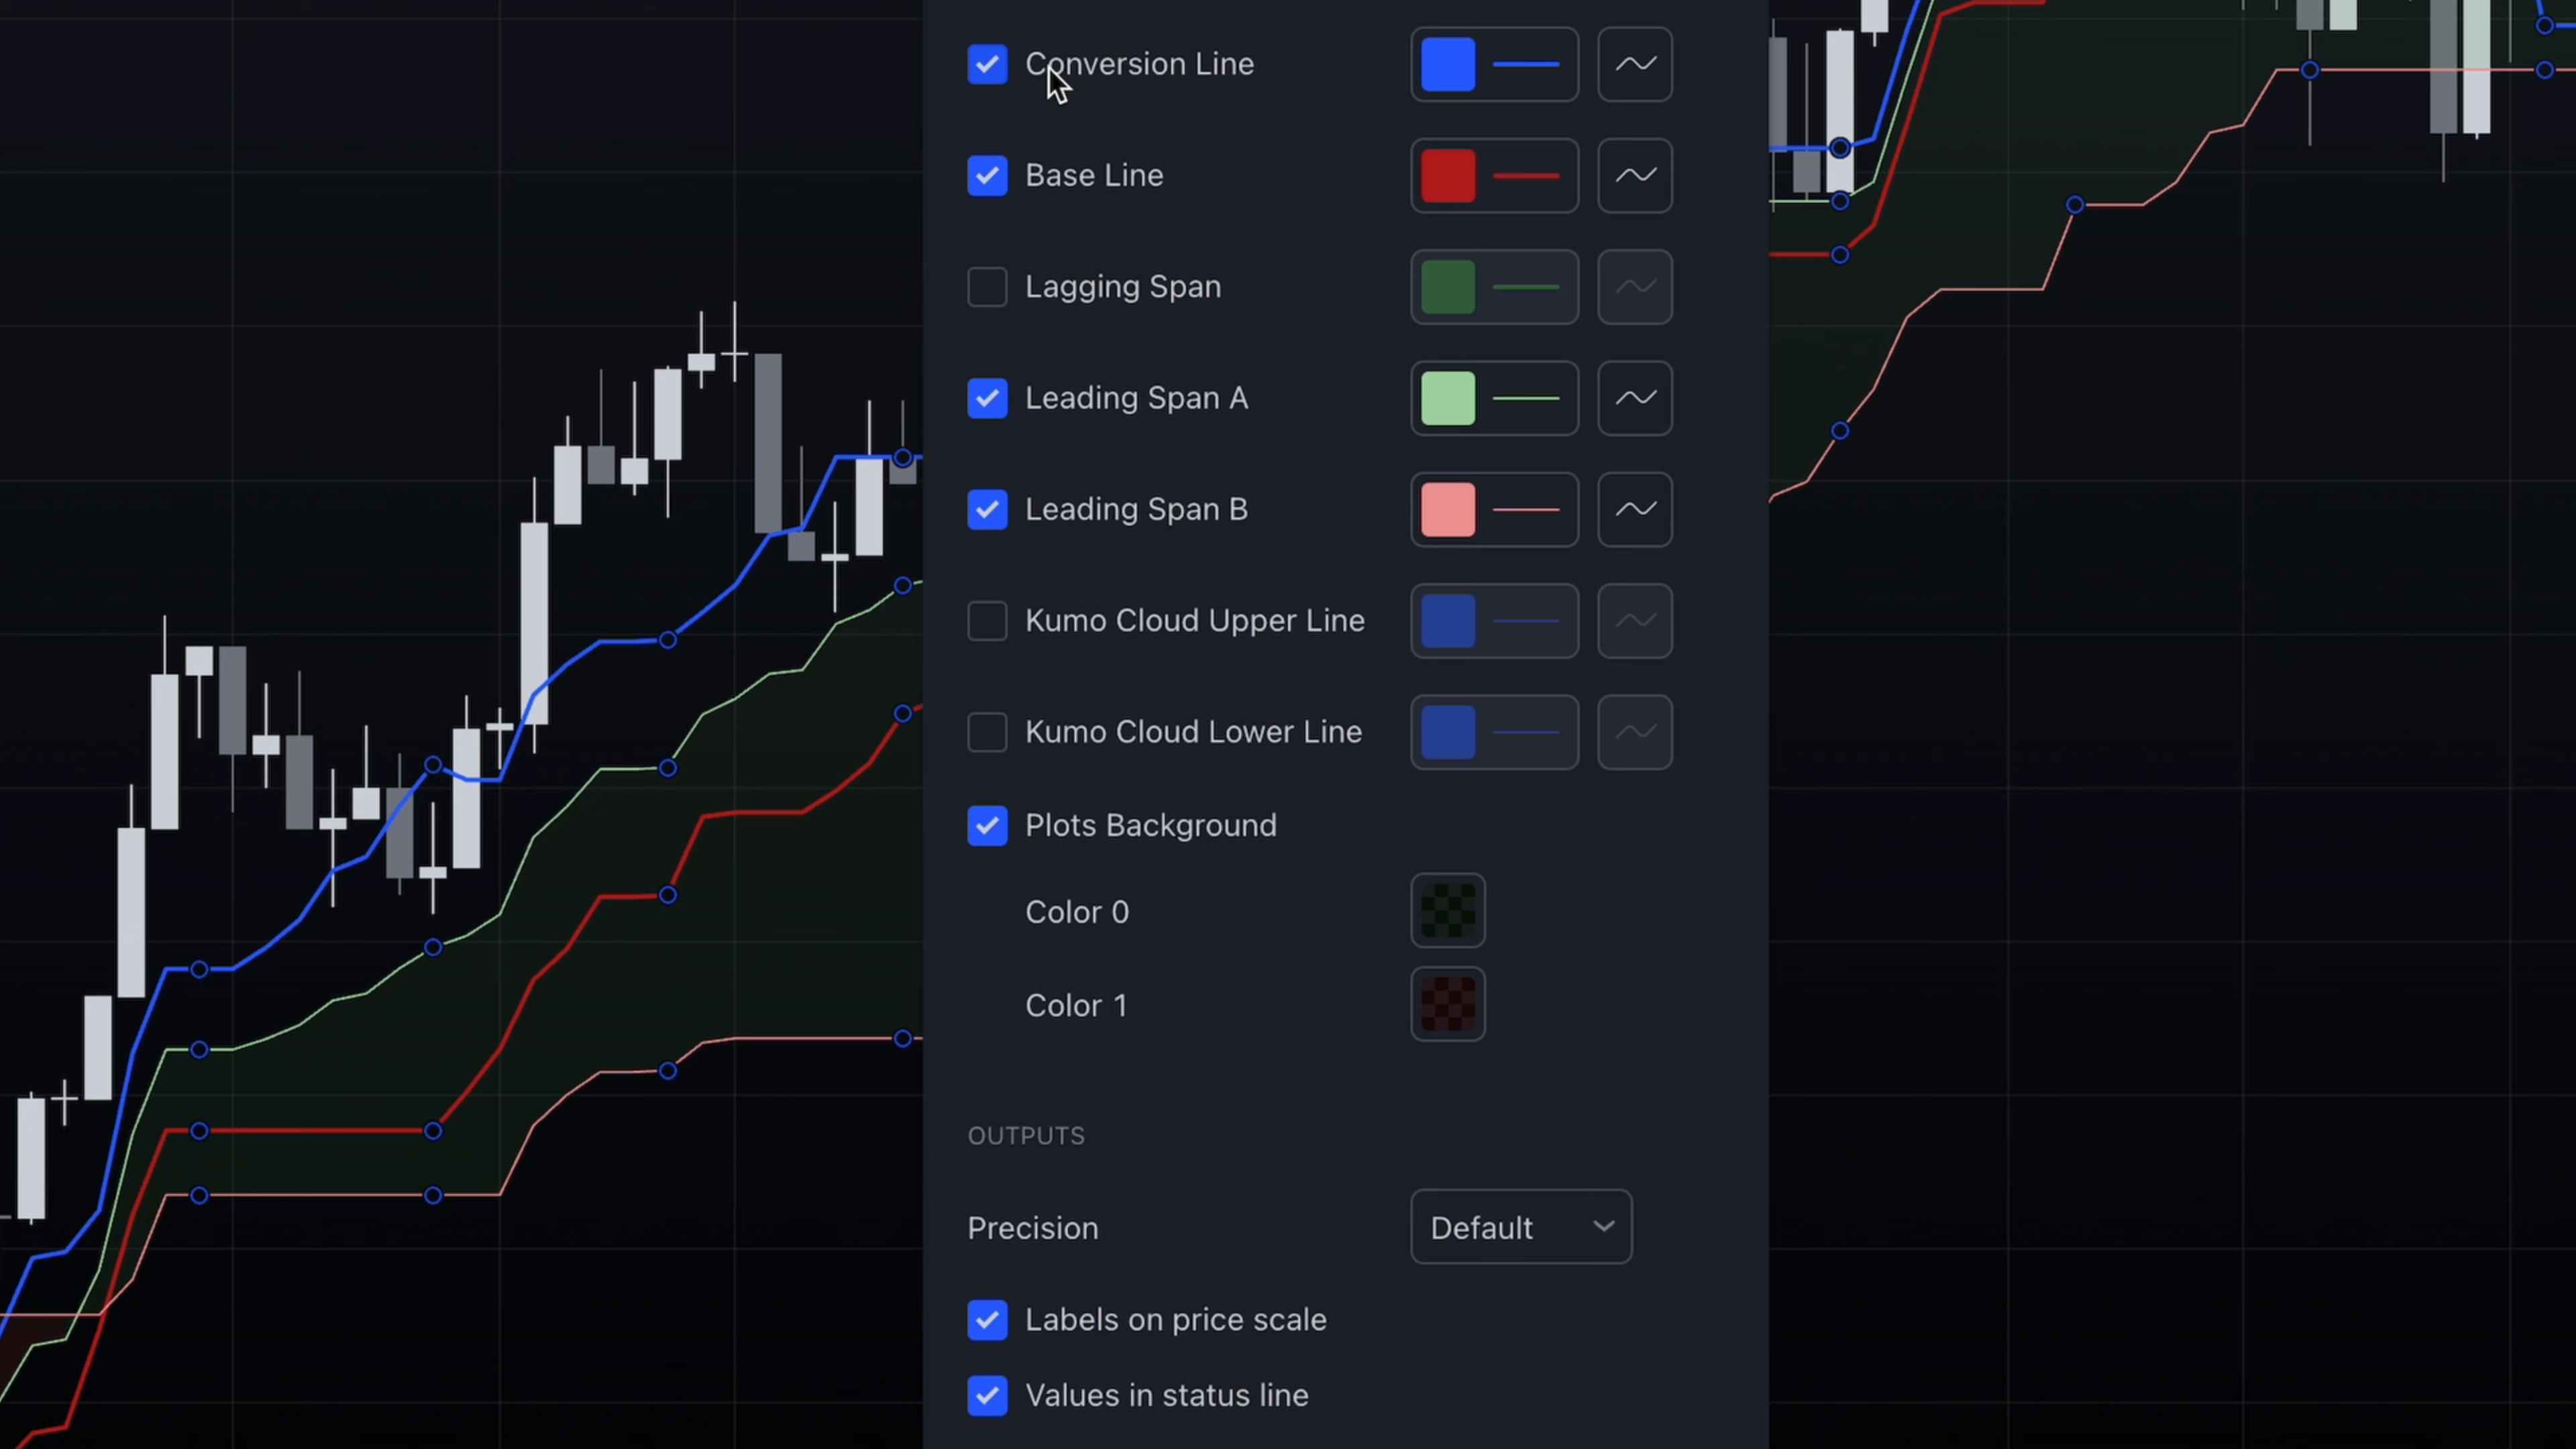 Conversion Line
Base Line
Lagging Span
Leading Span A
Leading Span B
Kumo Cloud Upper Line
Kumo Cloud Lower Line
Plots Background
Color 0
Color 1
OUTPUTS
Precision
Default
Labels on price scale
Values in status line